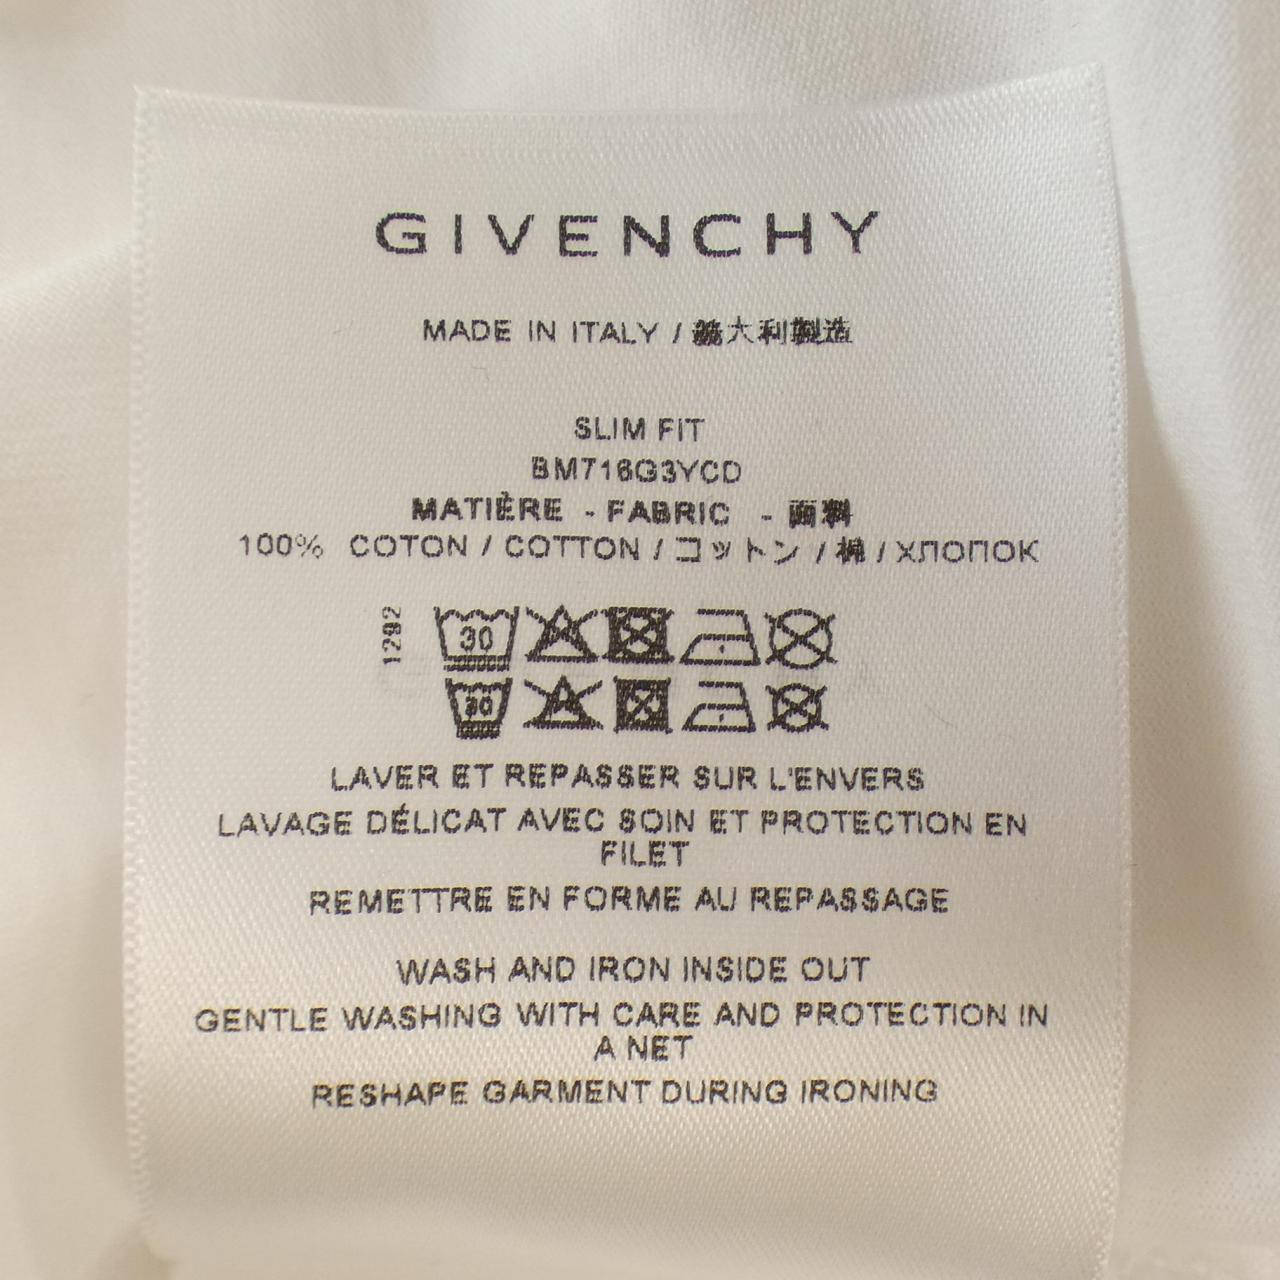 GIVENCHY
MADE IN ITALY / 義大利製造
SLIM FIT
BM716G3YCD
MATIÈRE - FABRIC - 面料
100% COTON / COTTON / コットン / 棉 / ХЛОПОК
1292
30
30
LAVER ET REPASSER SUR L'ENVERS
LAVAGE DÉLICAT AVEC SOIN ET PROTECTION EN
FILET
REMETTRE EN FORME AU REPASSAGE
WASH AND IRON INSIDE OUT
GENTLE WASHING WITH CARE AND PROTECTION IN
A NET
RESHAPE GARMENT DURING IRONING